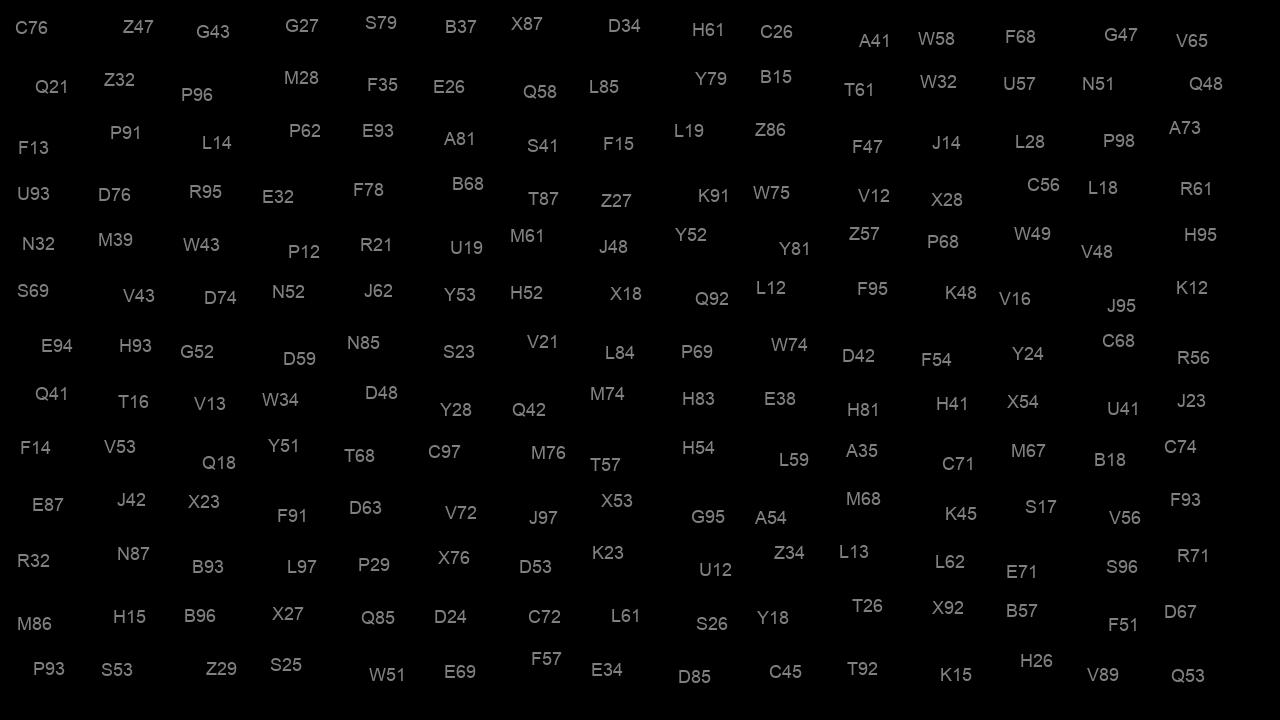 C76 Z47 G43 G27 S79 B37 X87 D34 H61 C26 A41 W58 F68 G47 V65
Q21 Z32 P96 M28 F35 E26 Q58 L85 Y79 B15 T61 W32 U57 N51 Q48
F13 P91 L14 P62 E93 A81 S41 F15 L19 Z86 F47 J14 L28 P98 A73
U93 D76 R95 E32 F78 B68 T87 Z27 K91 W75 V12 X28 C56 L18 R61
N32 M39 W43 P12 R21 U19 M61 J48 Y52 Y81 Z57 P68 W49 V48 H95
S69 V43 D74 N52 J62 Y53 H52 X18 Q92 L12 F95 K48 V16 J95 K12
E94 H93 G52 D59 N85 S23 V21 L84 P69 W74 D42 F54 Y24 C68 R56
Q41 T16 V13 W34 D48 Y28 Q42 M74 H83 E38 H81 H41 X54 U41 J23
F14 V53 Q18 Y51 T68 C97 M76 T57 H54 L59 A35 C71 M67 B18 C74
E87 J42 X23 F91 D63 V72 J97 X53 G95 A54 M68 K45 S17 V56 F93
R32 N87 B93 L97 P29 X76 D53 K23 U12 Z34 L13 L62 E71 S96 R71
M86 H15 B96 X27 Q85 D24 C72 L61 S26 Y18 T26 X92 B57 F51 D67
P93 S53 Z29 S25 W51 E69 F57 E34 D85 C45 T92 K15 H26 V89 Q53